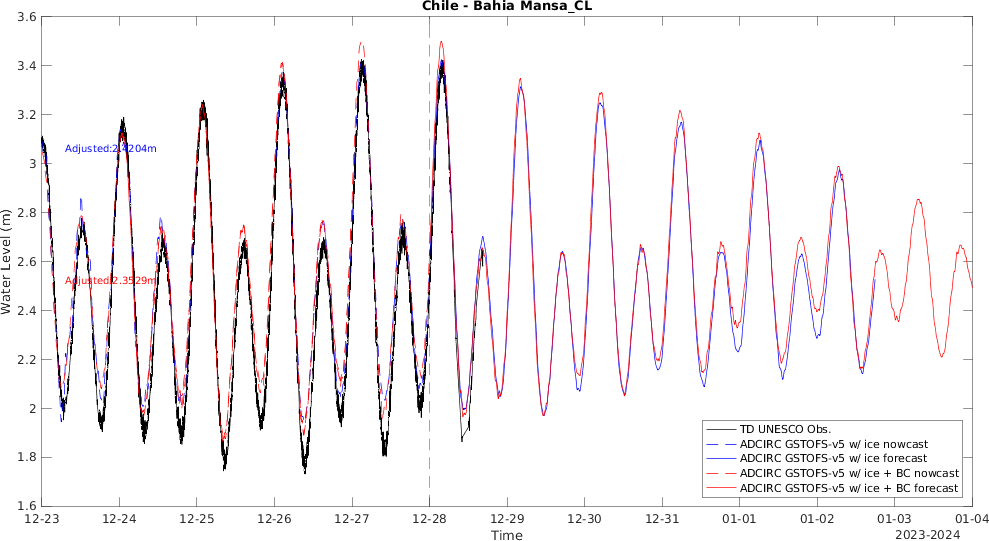 Chile - Bahia Mansa_CL
Water Level (m)
3.6
3.4
3.2
3
2.8
2.6
2.4
2.2
2
1.8
1.6
Adjusted:2.4204m
Adjusted:2.3529m
TD UNESCO Obs.
ADCIRC GSTOFS-v5 w/ ice nowcast
ADCIRC GSTOFS-v5 w/ ice forecast
ADCIRC GSTOFS-v5 w/ ice + BC nowcast
ADCIRC GSTOFS-v5 w/ ice + BC forecast
12-23 12-24 12-25 12-26 12-27 12-28 12-29 12-30 12-31 01-01 01-02 01-03 01-04
Time
2023-2024